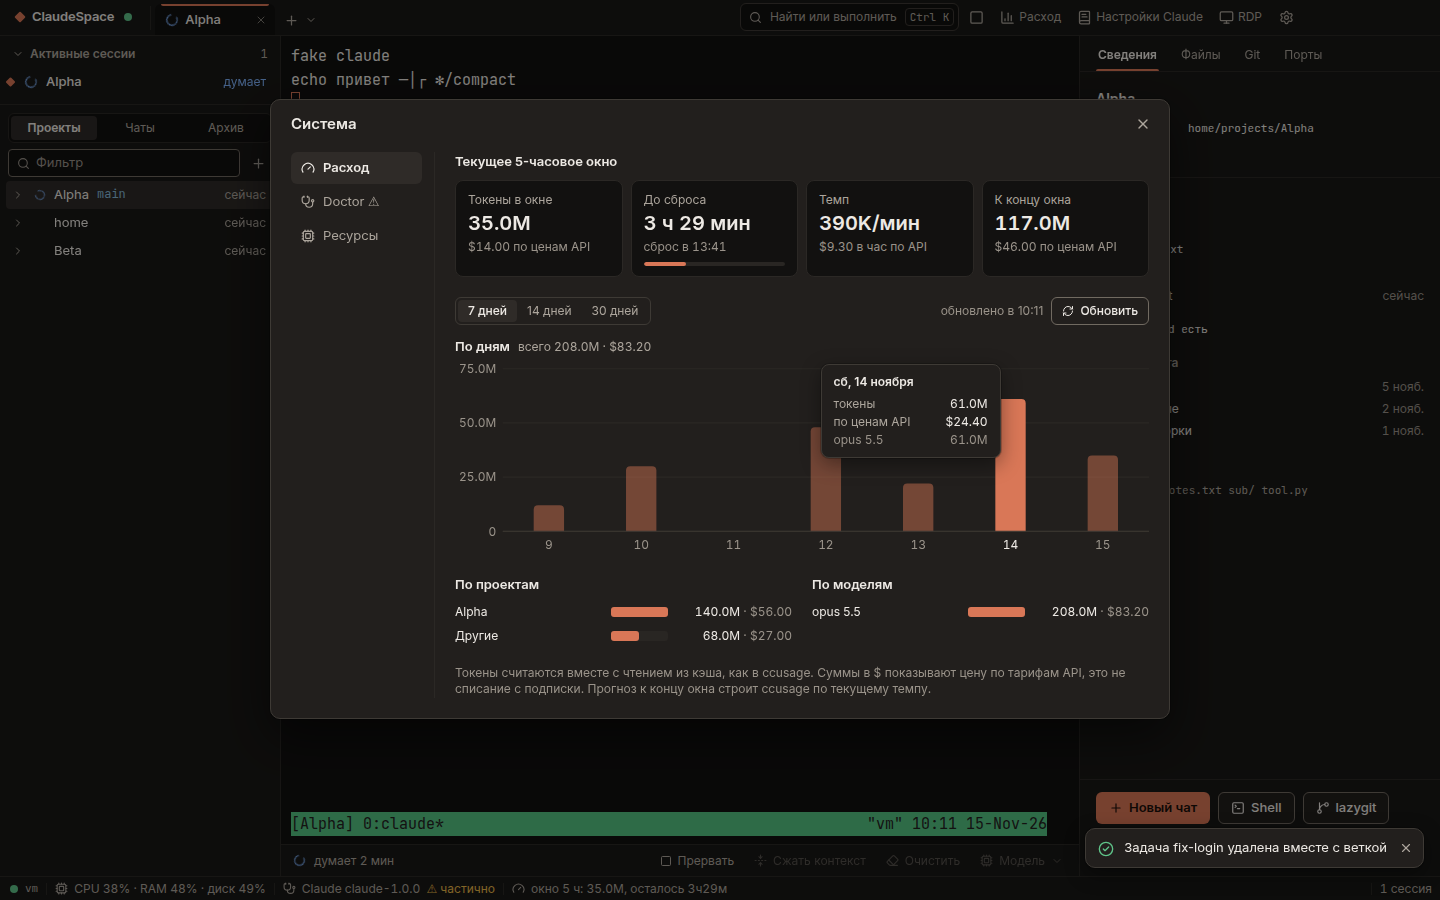 ClaudeSpace
Alpha
Найти или выполнить Ctrl K
Расход
Настройки Claude
RDP
Активные сессии 1
Alpha думает
Проекты Чаты Архив
Фильтр
Alpha main сейчас
home сейчас
Beta сейчас
fake claude
echo привет —│┌ ✻/compact
Сведения Файлы Git Порты
Alpha
home/projects/Alpha
xt
сейчас
есть
5 нояб.
2 нояб.
1 нояб.
otes.txt sub/ tool.py
Система
Расход
Doctor ⚠
Ресурсы
Текущее 5-часовое окно
Токены в окне
35.0M
$14.00 по ценам API
До сброса
3 ч 29 мин
сброс в 13:41
Темп
390K/мин
$9.30 в час по API
К концу окна
117.0M
$46.00 по ценам API
7 дней 14 дней 30 дней
обновлено в 10:11 Обновить
По дням всего 208.0M · $83.20
75.0M
50.0M
25.0M
0
9 10 11 12 13 14 15
сб, 14 ноября
токены 61.0M
по ценам API $24.40
opus 5.5 61.0M
По проектам
Alpha 140.0M · $56.00
Другие 68.0M · $27.00
По моделям
opus 5.5 208.0M · $83.20
Токены считаются вместе с чтением из кэша, как в ccusage. Суммы в $ показывают цену по тарифам API, это не
списание с подписки. Прогноз к концу окна строит ccusage по текущему темпу.
[Alpha] 0:claude* "vm" 10:11 15-Nov-26
думает 2 мин
Прервать Сжать контекст Очистить Модель
Новый чат Shell lazygit
Задача fix-login удалена вместе с веткой
vm CPU 38% · RAM 48% · диск 49% Claude claude-1.0.0 ⚠ частично окно 5 ч: 35.0M, осталось 3ч29м 1 сессия